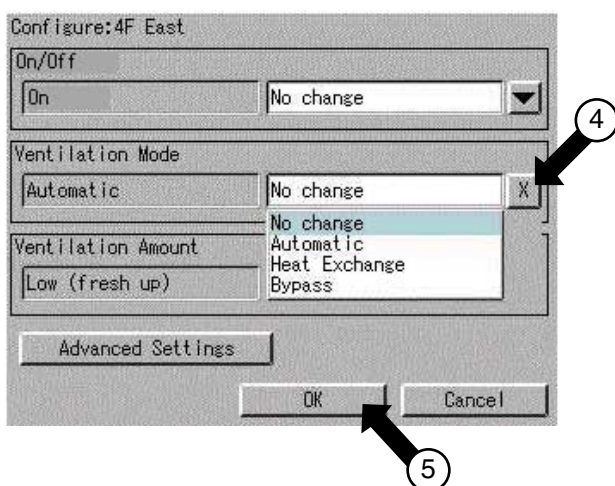 Configure:4F East
On/Off
On No change
4
Ventilation Mode
Automatic No change X
No change
Automatic
Heat Exchange
Bypass
Ventilation Amount
Low (fresh up)
Advanced Settings
OK Cancel
5